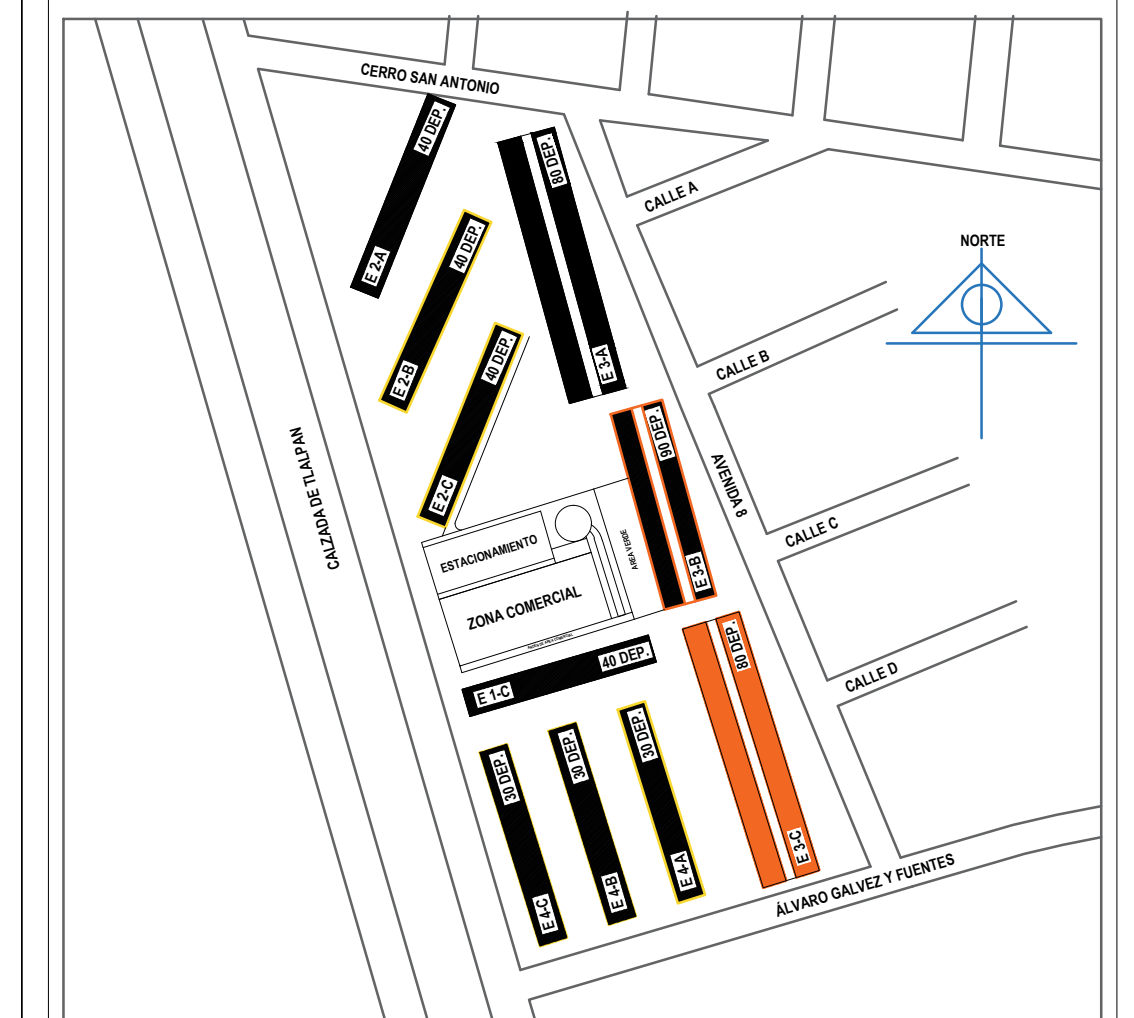 CERRO SAN ANTONIO
40 DEP.
E 2-A
80 DEP.
E 3-A
CALLE A
NORTE
40 DEP.
E 2-B
40 DEP.
E 2-C
CALLE B
90 DEP.
E 3-B
AVENIDA 8
CALZADA DE TLALPAN
CALLE C
ESTACIONAMIENTO
AREA VERDE
ZONA COMERCIAL
40 DEP.
E 1-C
80 DEP.
E 3-C
CALLE D
30 DEP.
E 4-C
30 DEP.
E 4-B
30 DEP.
E 4-A
ÁLVARO GALVEZ Y FUENTES